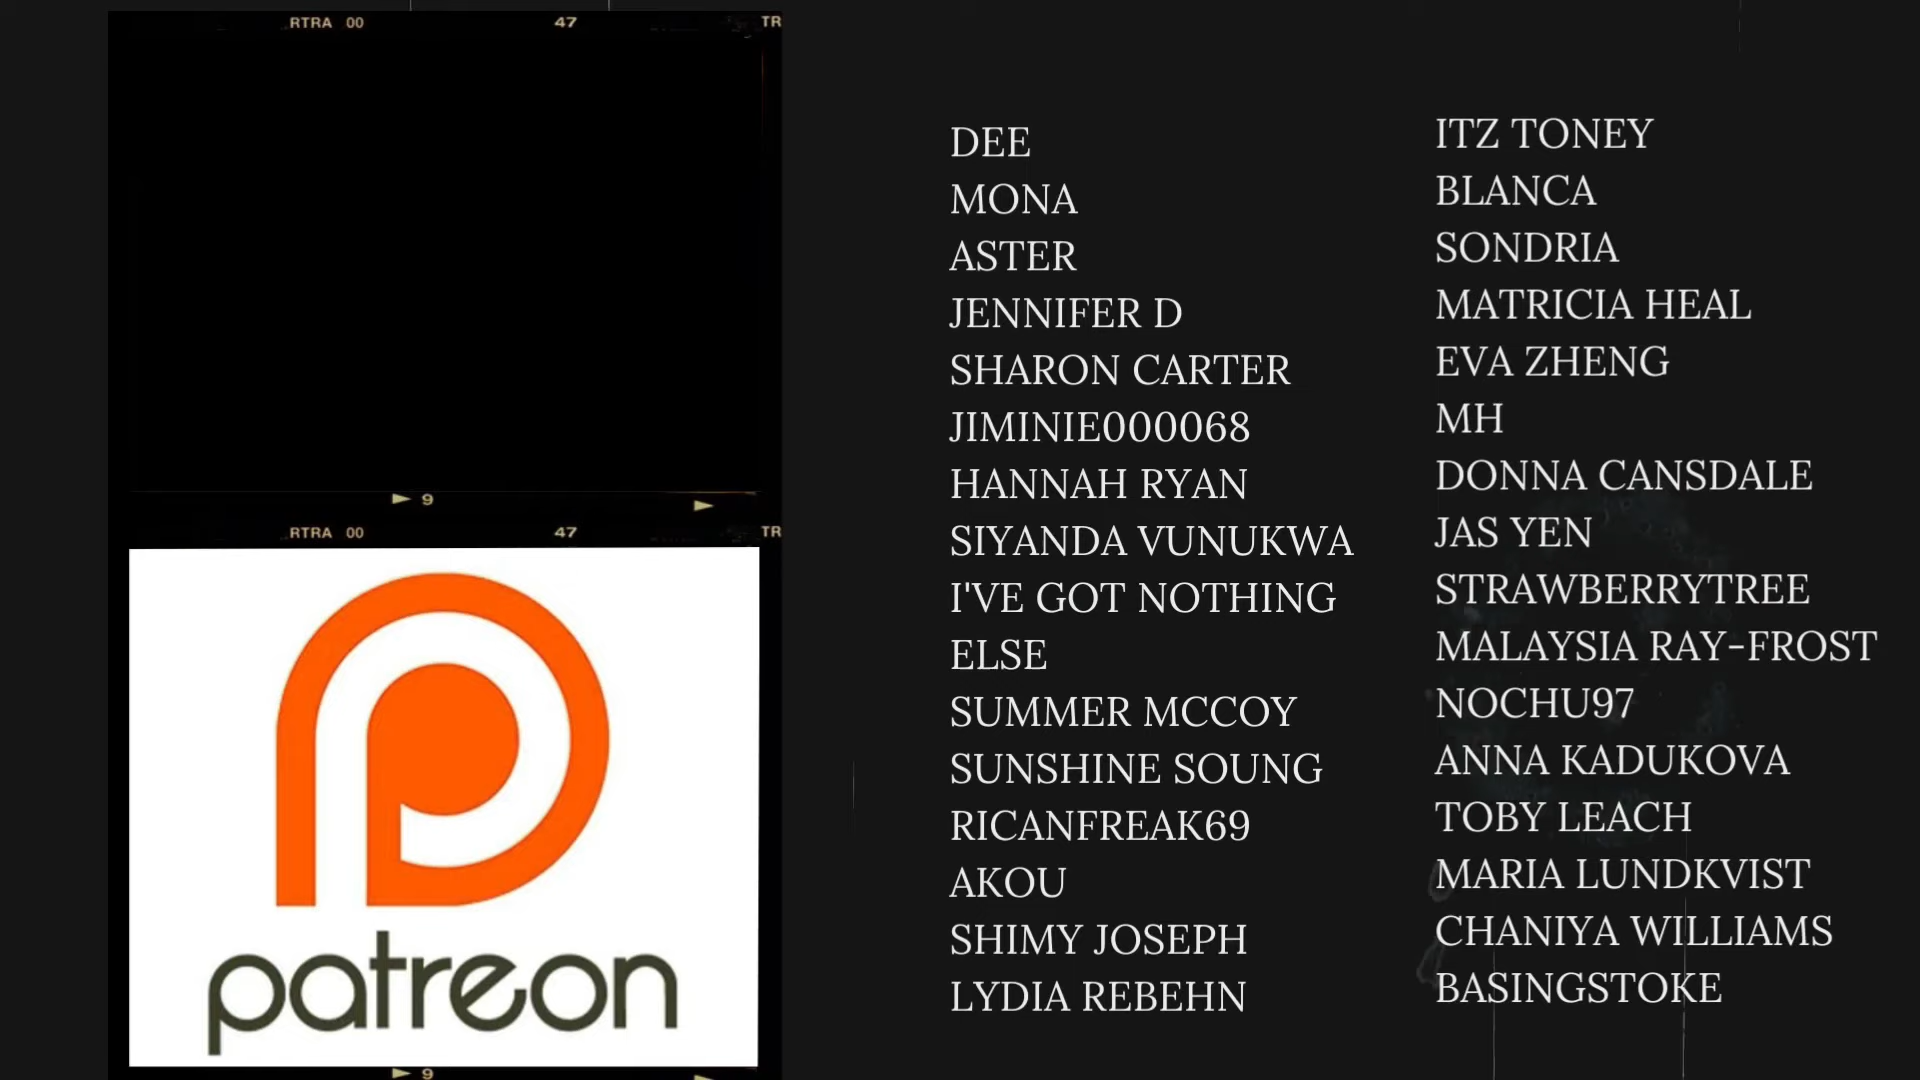 RTRA 00 47 TR
9
RTRA 00 47 TR
patreon
9
DEE
MONA
ASTER
JENNIFER D
SHARON CARTER
JIMINIE000068
HANNAH RYAN
SIYANDA VUNUKWA
I'VE GOT NOTHING
ELSE
SUMMER MCCOY
SUNSHINE SOUNG
RICANFREAK69
AKOU
SHIMY JOSEPH
LYDIA REBEHN
ITZ TONEY
BLANCA
SONDRIA
MATRICIA HEAL
EVA ZHENG
MH
DONNA CANSDALE
JAS YEN
STRAWBERRYTREE
MALAYSIA RAY-FROST
NOCHU97
ANNA KADUKOVA
TOBY LEACH
MARIA LUNDKVIST
CHANIYA WILLIAMS
BASINGSTOKE